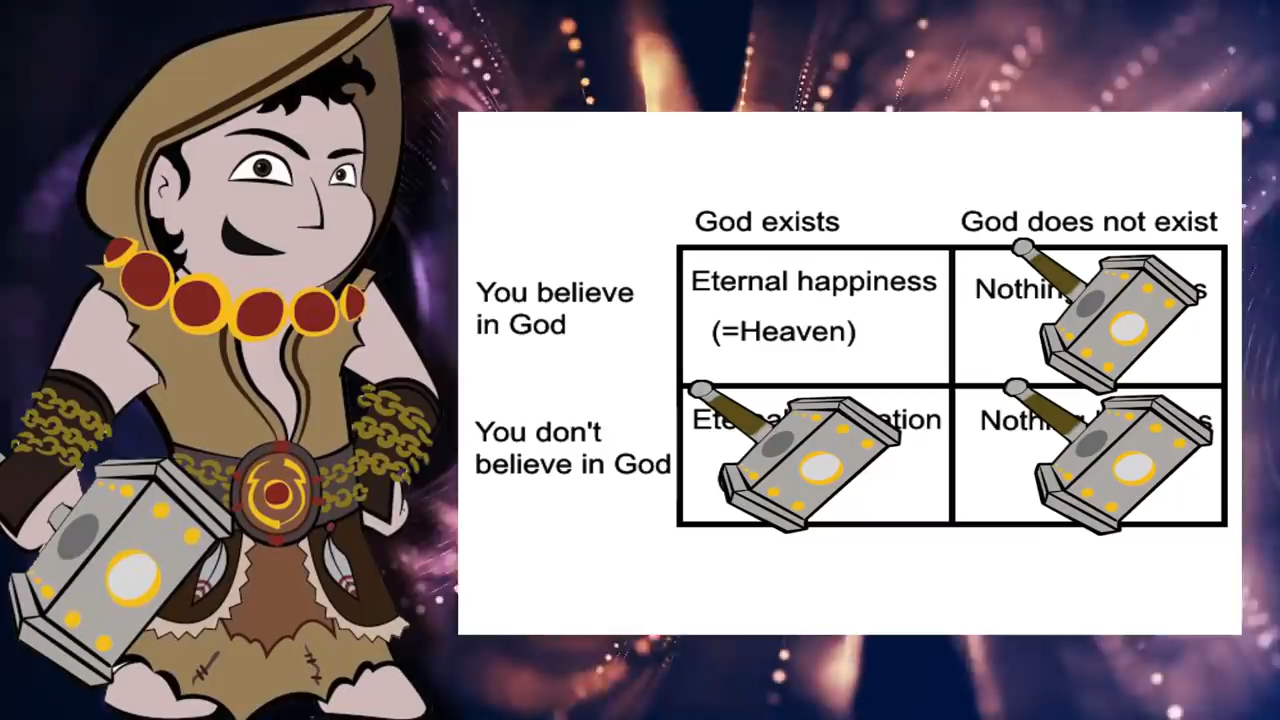 God exists God does not exist
You believe
in God
Eternal happiness
(=Heaven)
You don't
believe in God